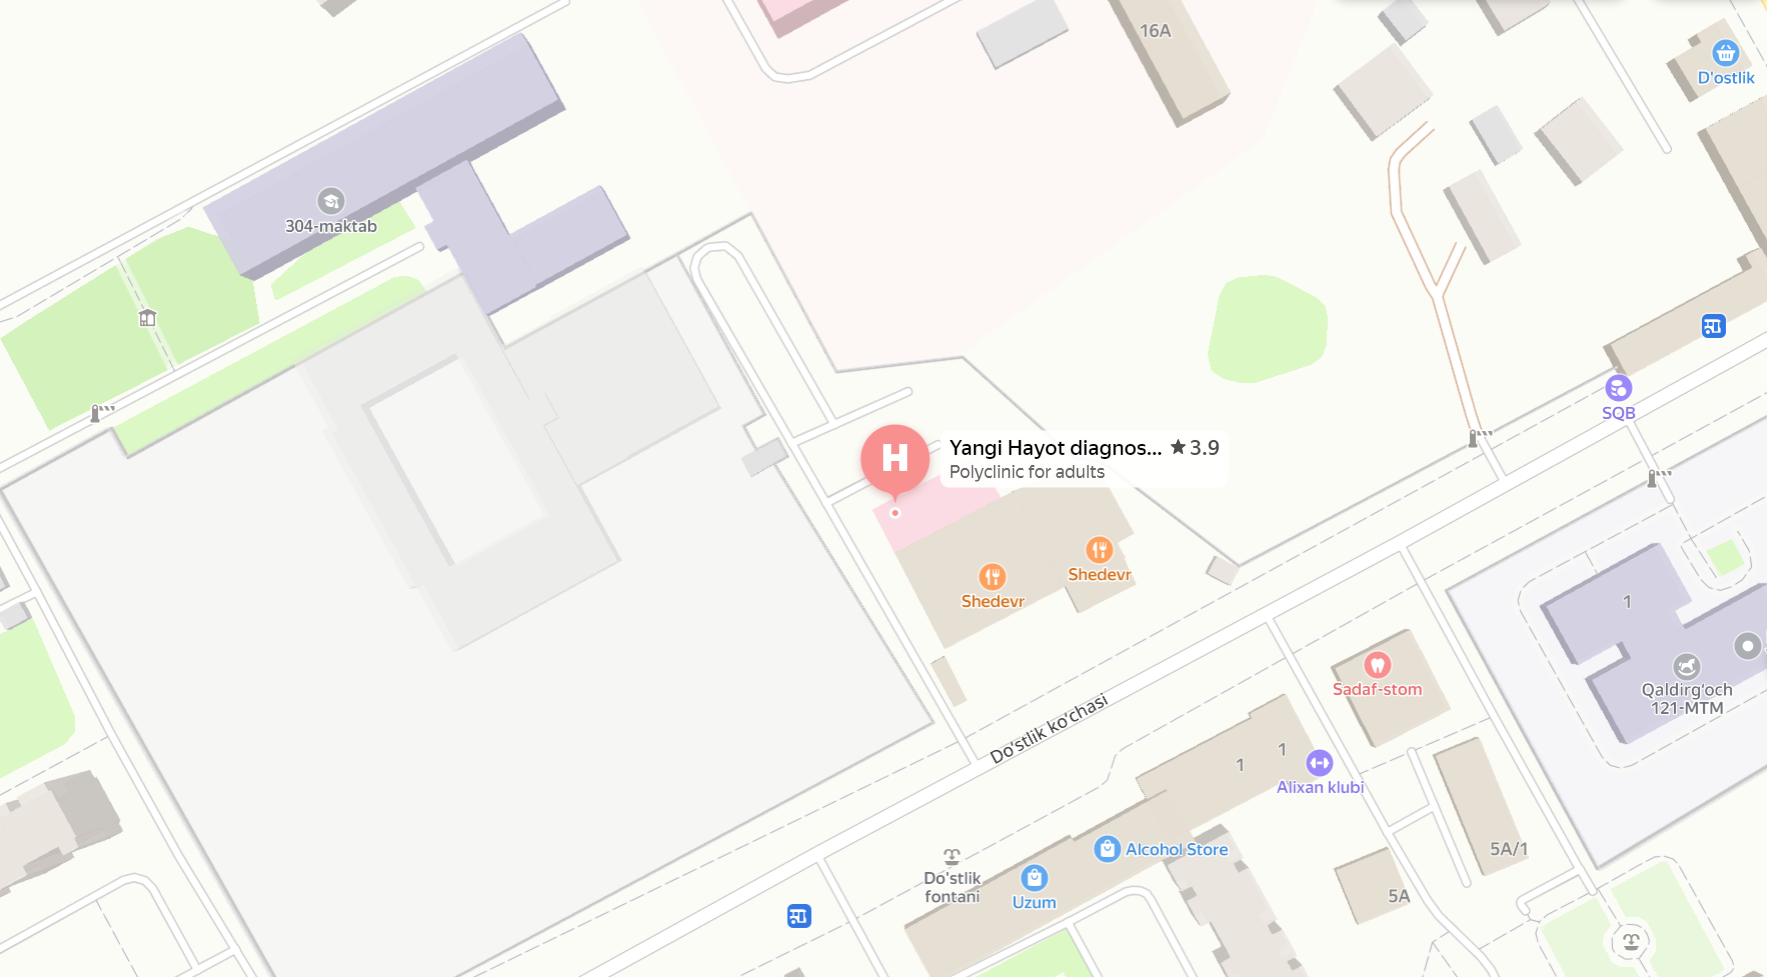 16A
D'ostlik
304-maktab
SQB
H
Yangi Hayot diagnos... ★ 3.9
Polyclinic for adults
Shedevr
Shedevr
1
Sadaf-stom
Qaldirg'och
121-MTM
Do'stlik ko'chasi
1
1
Alixan klubi
Alcohol Store
5A/1
Do'stlik
fontani
Uzum
5A